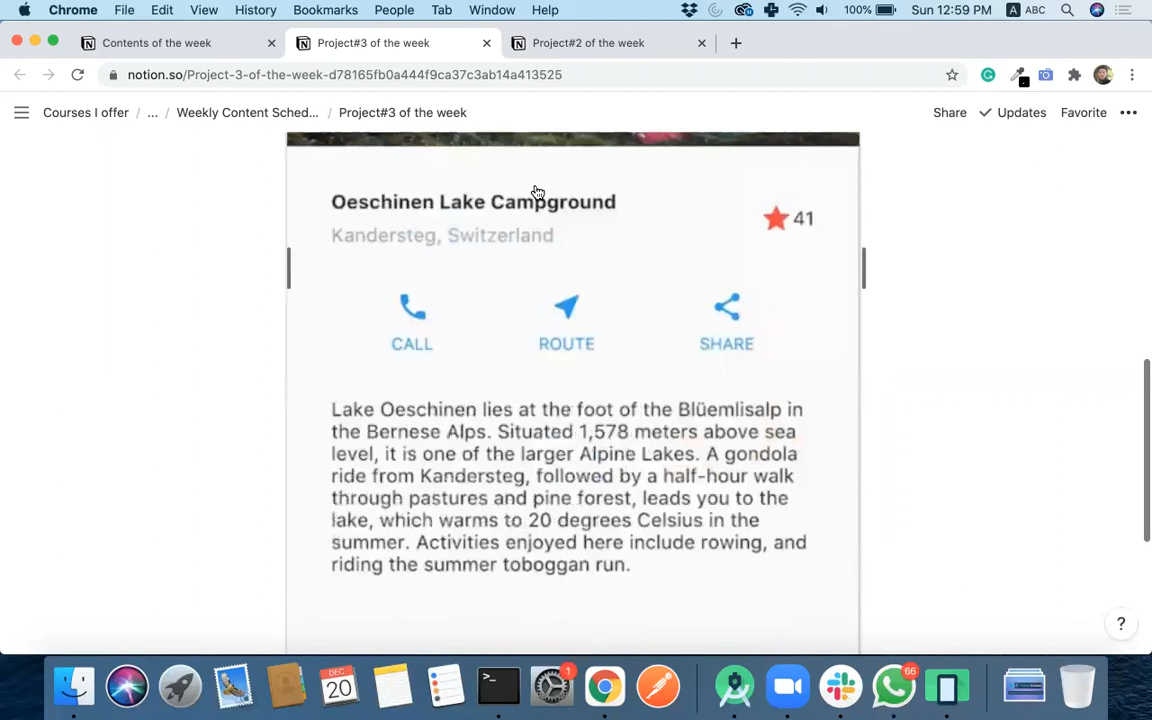 Chrome File Edit View History Bookmarks People Tab Window Help 100% Sun 12:59 PM A ABC
Contents of the week Project#3 of the week Project#2 of the week
notion.so/Project-3-of-the-week-d78165fb0a444f9ca37c3ab14a413525
Courses I offer / ... / Weekly Content Sched... / Project#3 of the week Share Updates Favorite
Oeschinen Lake Campground
41
Kandersteg, Switzerland
CALL ROUTE SHARE
Lake Oeschinen lies at the foot of the Blüemlisalp in
the Bernese Alps. Situated 1,578 meters above sea
level, it is one of the larger Alpine Lakes. A gondola
ride from Kandersteg, followed by a half-hour walk
through pastures and pine forest, leads you to the
lake, which warms to 20 degrees Celsius in the
summer. Activities enjoyed here include rowing, and
riding the summer toboggan run.
?
DEC
20
1
66